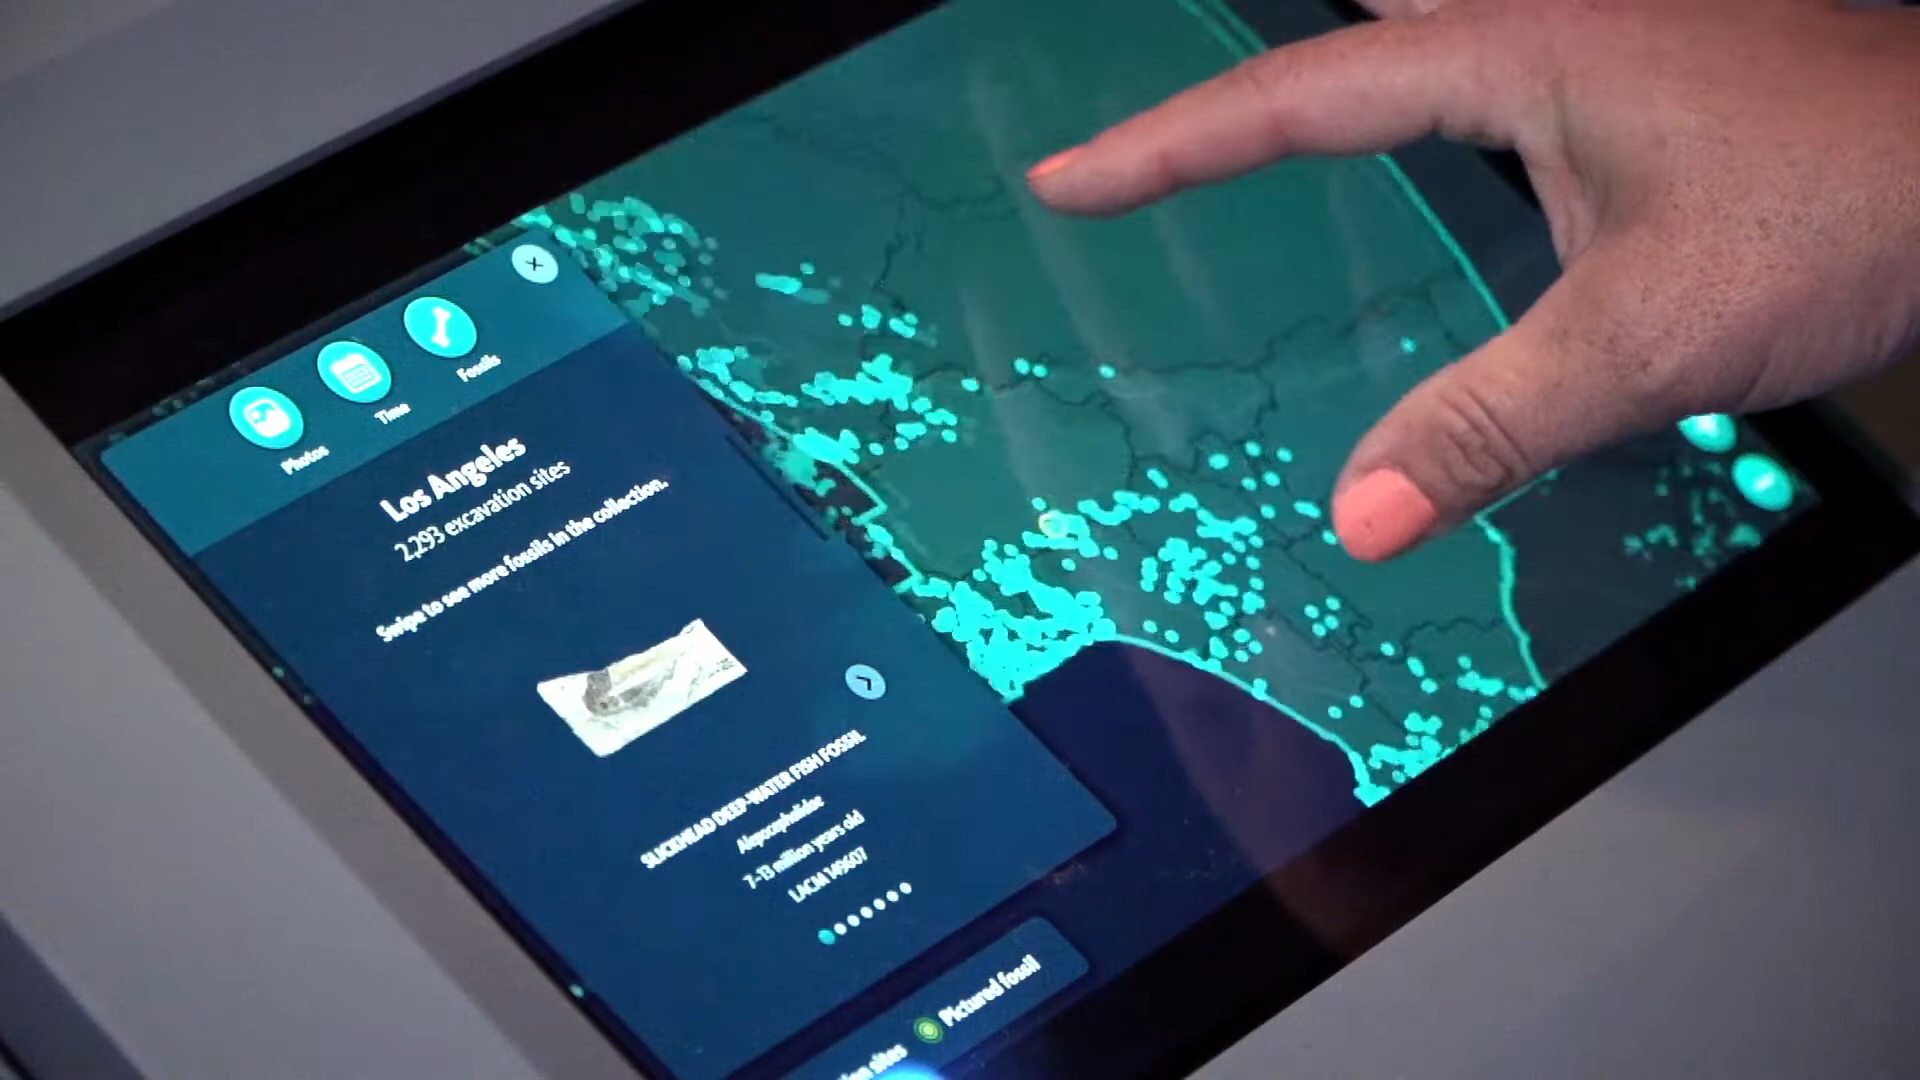 Photos
Time
Fossils
Los Angeles
2,293 excavation sites
Swipe to see more fossils in the collection.
SLICKHEAD DEEP-WATER FISH FOSSIL
Alepocephalidae
7-13 million years old
LACM 149607
Pictured fossil
sites